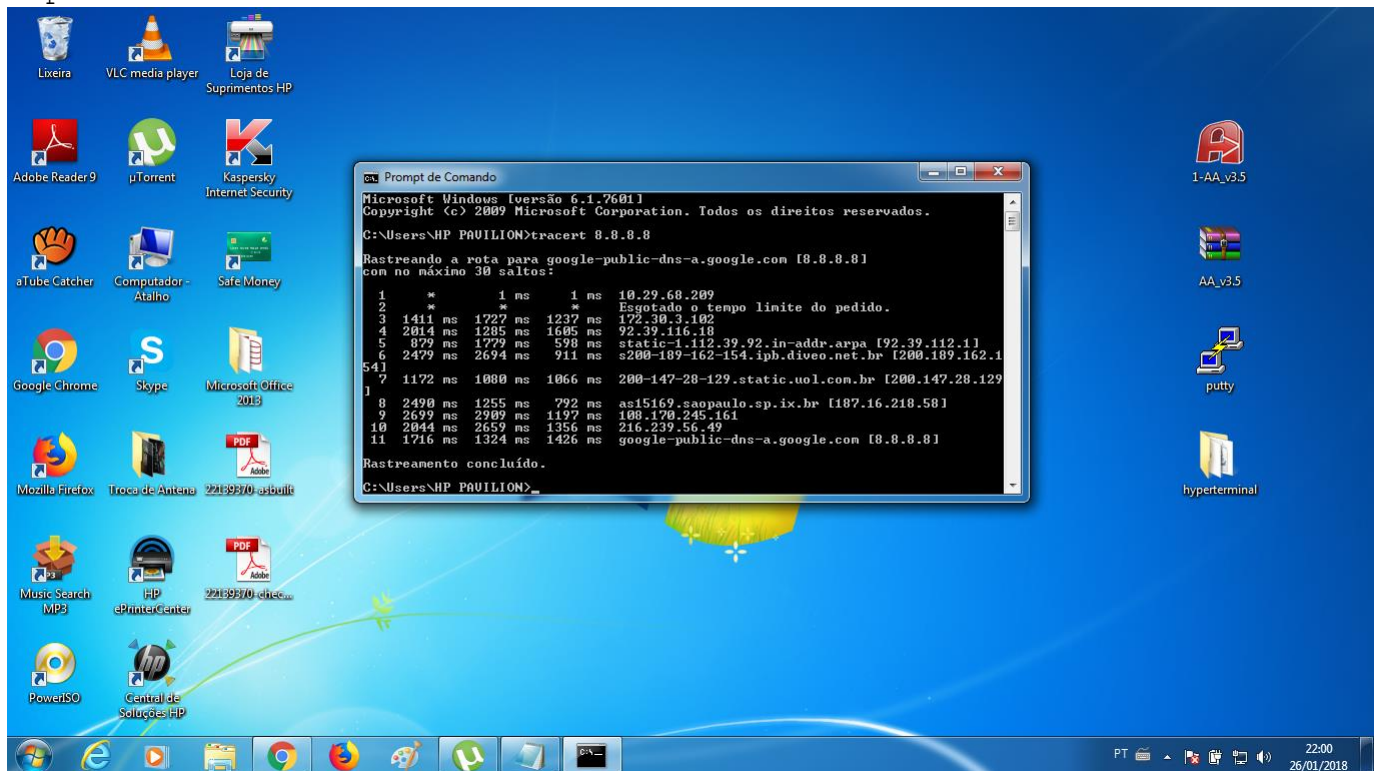 Lixeira
VLC media player
Loja de
Suprimentos HP
Adobe Reader 9
µTorrent
Kaspersky
Internet Security
1-AA_v3.5
aTube Catcher
Computador -
Atalho
Safe Money
AA_v3.5
Google Chrome
Skype
Microsoft Office
2013
putty
Mozilla Firefox
Troca de Antena
PDF
Adobe
22139370-asbuilt
hyperterminal
Music Search
MP3
HP
ePrinterCenter
PDF
Adobe
22139370-chec...
PowerISO
Central de
Soluções HP
Prompt de Comando
Microsoft Windows [versão 6.1.7601]
Copyright (c) 2009 Microsoft Corporation. Todos os direitos reservados.
C:\Users\HP PAVILION>tracert 8.8.8.8
Rastreando a rota para google-public-dns-a.google.com [8.8.8.8]
com no máximo 30 saltos:
1 * 1 ms 1 ms 10.29.68.209
2 * * * Esgotado o tempo limite do pedido.
3 1411 ms 1727 ms 1237 ms 172.30.3.102
4 2014 ms 1285 ms 1605 ms 92.39.116.18
5 879 ms 1779 ms 598 ms static-1.112.39.92.in-addr.arpa [92.39.112.1]
6 2479 ms 2694 ms 911 ms s200-189-162-154.ipb.diveo.net.br [200.189.162.1
54]
7 1172 ms 1080 ms 1066 ms 200-147-28-129.static.uol.com.br [200.147.28.129
]
8 2490 ms 1255 ms 792 ms as15169.saopaulo.sp.ix.br [187.16.218.58]
9 2699 ms 2909 ms 1197 ms 108.170.245.161
10 2044 ms 2659 ms 1356 ms 216.239.56.49
11 1716 ms 1324 ms 1426 ms google-public-dns-a.google.com [8.8.8.8]
Rastreamento concluído.
C:\Users\HP PAVILION>_
PT
22:00
26/01/2018